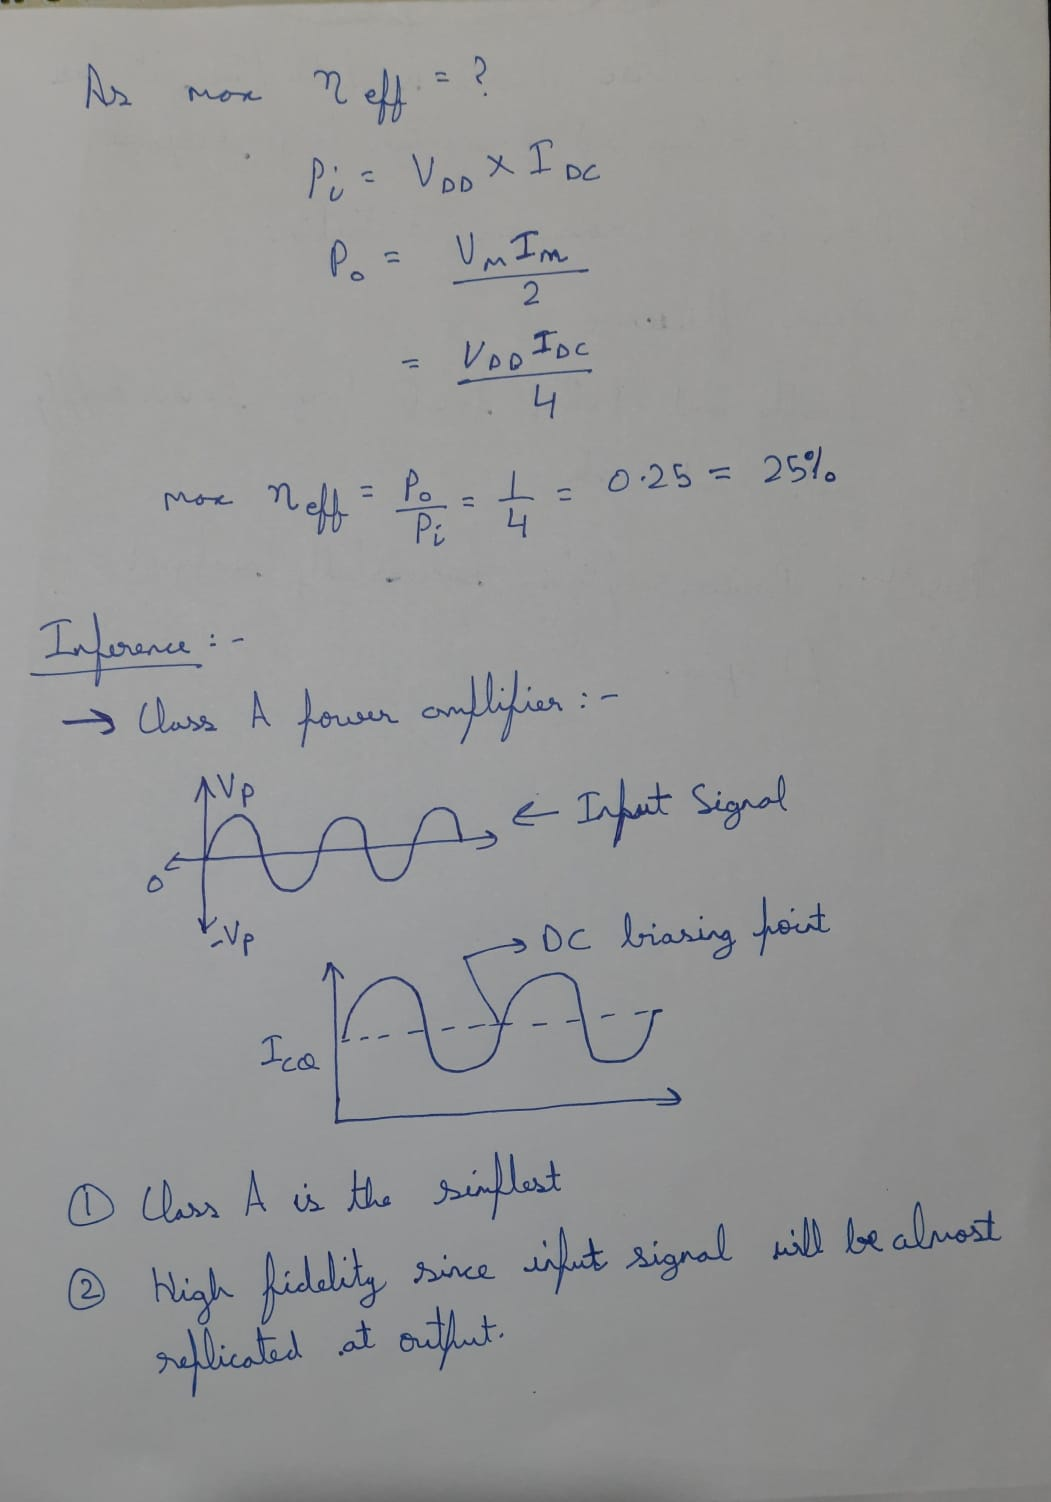 As max η eff = ?
Pi = VDD × IDC
Po = VmIm
2
= VDD IDC
4
max η eff = Po/Pi = 1/4 = 0.25 = 25%
Inference :-
→ Class A power amplifier :-
Vp
← Input Signal
0
-Vp
→ DC biasing point
ICQ
① Class A is the simplest
② High fidelity since input signal will be almost
replicated at output.